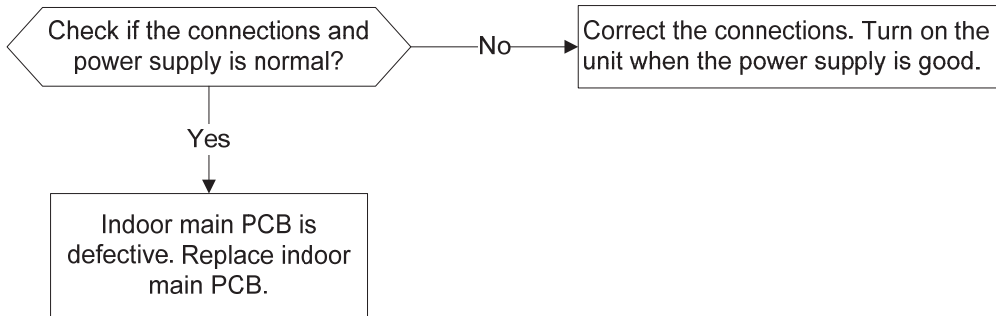 Check if the connections and
power supply is normal?
No
Correct the connections. Turn on the
unit when the power supply is good.
Yes
Indoor main PCB is
defective. Replace indoor
main PCB.